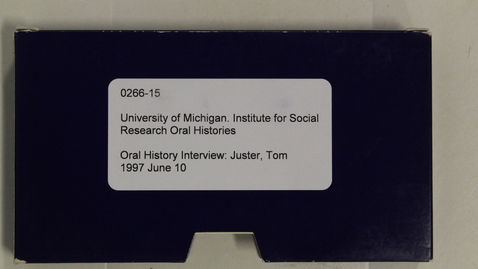 0266-15
University of Michigan. Institute for Social
Research Oral Histories
Oral History Interview: Juster, Tom
1997 June 10